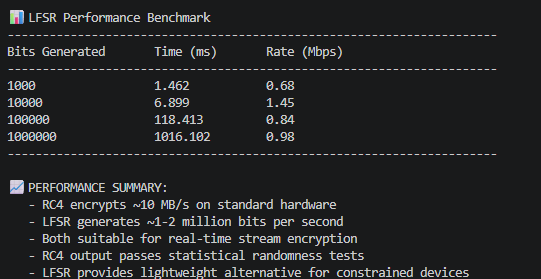 📊 LFSR Performance Benchmark
----------------------------------------------------------------------
Bits Generated       Time (ms)       Rate (Mbps)
----------------------------------------------------------------------
1000                 1.462           0.68
10000                6.899           1.45
100000               118.413         0.84
1000000              1016.102        0.98
----------------------------------------------------------------------
📈 PERFORMANCE SUMMARY:
   - RC4 encrypts ~10 MB/s on standard hardware
   - LFSR generates ~1-2 million bits per second
   - Both suitable for real-time stream encryption
   - RC4 output passes statistical randomness tests
   - LFSR provides lightweight alternative for constrained devices